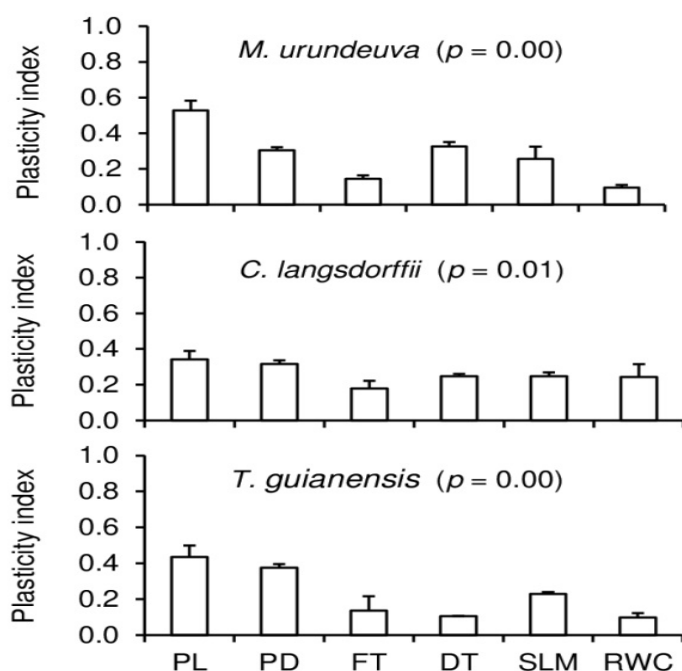 Plasticity index
1.0
0.8
0.6
0.4
0.2
0.0
M. urundeuva (p = 0.00)
Plasticity index
1.0
0.8
0.6
0.4
0.2
0.0
C. langsdorffii (p = 0.01)
Plasticity index
1.0
0.8
0.6
0.4
0.2
0.0
T. guianensis (p = 0.00)
PL PD FT DT SLM RWC